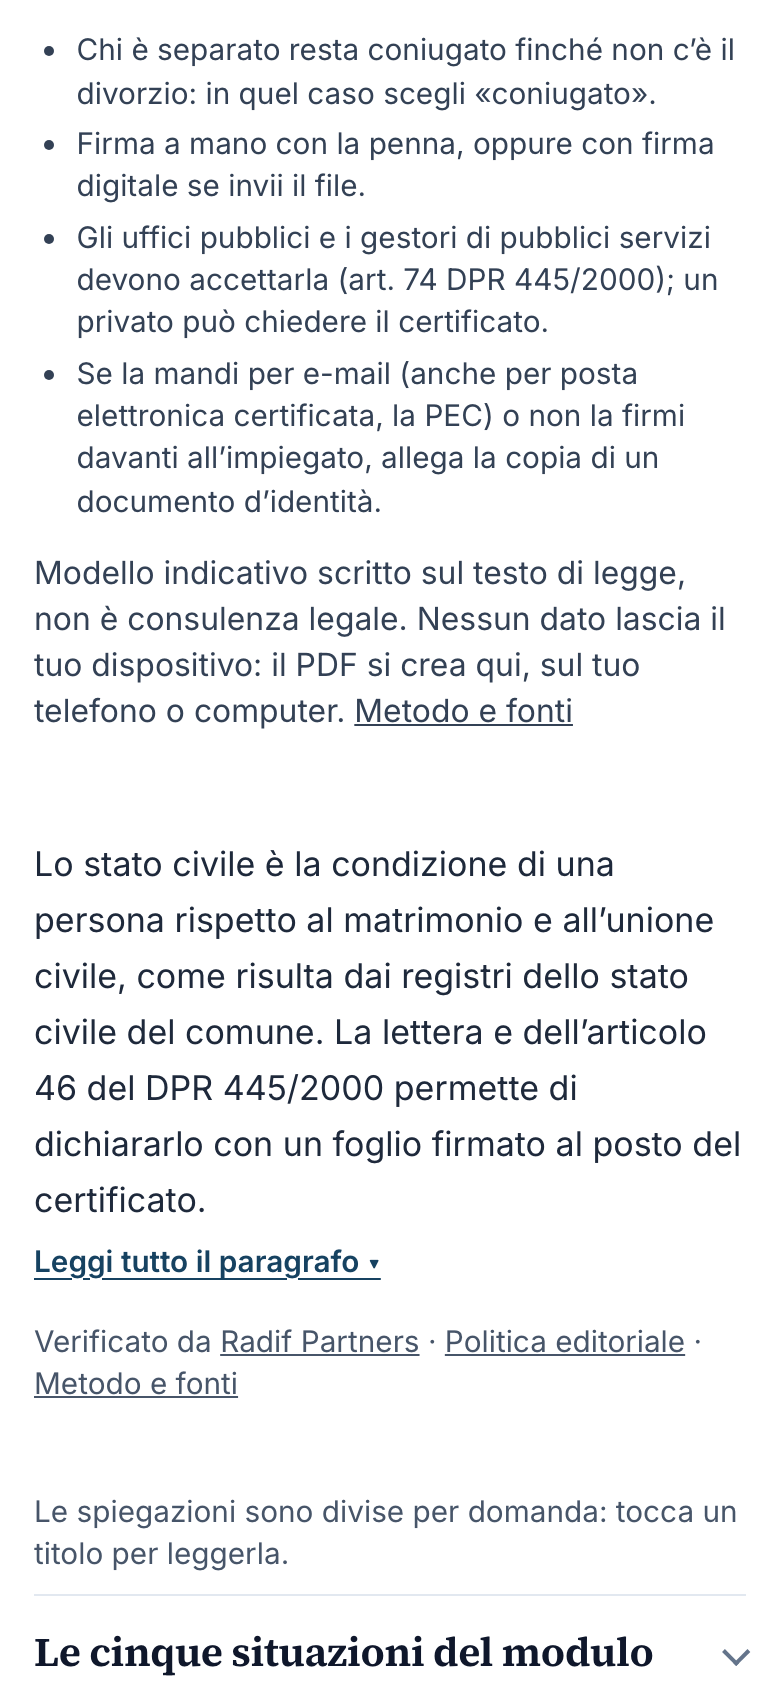 • Chi è separato resta coniugato finché non c’è il
divorzio: in quel caso scegli «coniugato».
• Firma a mano con la penna, oppure con firma
digitale se invii il file.
• Gli uffici pubblici e i gestori di pubblici servizi
devono accettarla (art. 74 DPR 445/2000); un
privato può chiedere il certificato.
• Se la mandi per e-mail (anche per posta
elettronica certificata, la PEC) o non la firmi
davanti all’impiegato, allega la copia di un
documento d’identità.
Modello indicativo scritto sul testo di legge,
non è consulenza legale. Nessun dato lascia il
tuo dispositivo: il PDF si crea qui, sul tuo
telefono o computer. Metodo e fonti
Lo stato civile è la condizione di una
persona rispetto al matrimonio e all’unione
civile, come risulta dai registri dello stato
civile del comune. La lettera e dell’articolo
46 del DPR 445/2000 permette di
dichiararlo con un foglio firmato al posto del
certificato.
Leggi tutto il paragrafo ▾
Verificato da Radif Partners · Politica editoriale ·
Metodo e fonti
Le spiegazioni sono divise per domanda: tocca un
titolo per leggerla.
Le cinque situazioni del modulo